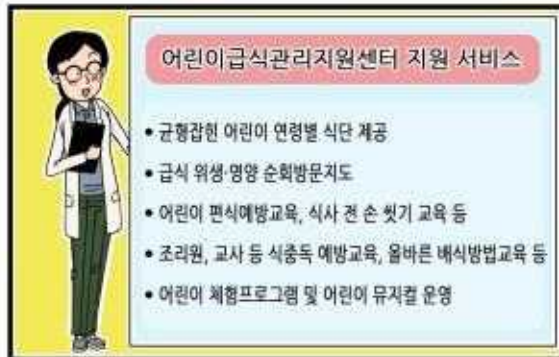 어린이급식관리지원센터 지원 서비스
• 균형잡힌 어린이 연령별 식단 제공
• 급식 위생·영양 순회방문지도
• 어린이 편식예방교육, 식사 전 손 씻기 교육 등
• 조리원, 교사 등 식중독 예방교육, 올바른 배식방법교육 등
• 어린이 체험프로그램 및 어린이 뮤지컬 운영